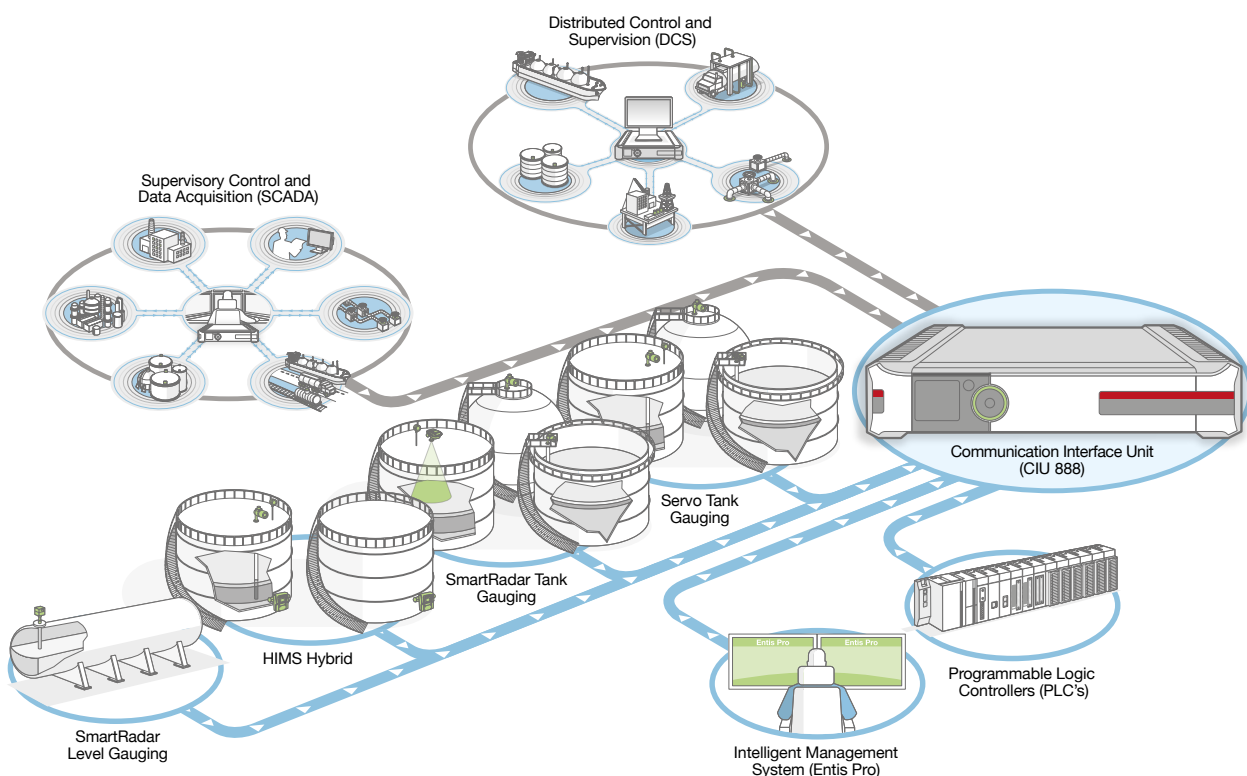 Distributed Control and
Supervision (DCS)
Supervisory Control and
Data Acquisition (SCADA)
Communication Interface Unit
(CIU 888)
Servo Tank
Gauging
SmartRadar Tank
Gauging
HIMS Hybrid
SmartRadar
Level Gauging
Entis Pro
Entis Pro
Programmable Logic
Controllers (PLC's)
Intelligent Management
System (Entis Pro)